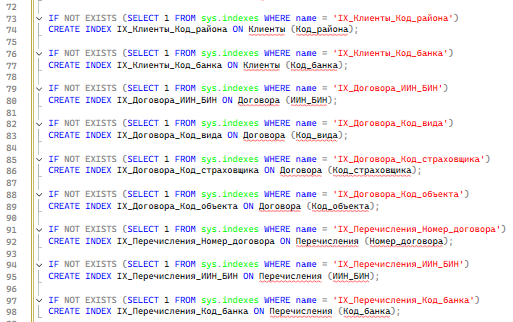 72
73 IF NOT EXISTS (SELECT 1 FROM sys.indexes WHERE name = 'IX_Клиенты_Код_района')
74 CREATE INDEX IX_Клиенты_Код_района ON Клиенты (Код_района);
75
76 IF NOT EXISTS (SELECT 1 FROM sys.indexes WHERE name = 'IX_Клиенты_Код_банка')
77 CREATE INDEX IX_Клиенты_Код_банка ON Клиенты (Код_банка);
78
79 IF NOT EXISTS (SELECT 1 FROM sys.indexes WHERE name = 'IX_Договора_ИИН_БИН')
80 CREATE INDEX IX_Договора_ИИН_БИН ON Договора (ИИН_БИН);
81
82 IF NOT EXISTS (SELECT 1 FROM sys.indexes WHERE name = 'IX_Договора_Код_вида')
83 CREATE INDEX IX_Договора_Код_вида ON Договора (Код_вида);
84
85 IF NOT EXISTS (SELECT 1 FROM sys.indexes WHERE name = 'IX_Договора_Код_страховщика')
86 CREATE INDEX IX_Договора_Код_страховщика ON Договора (Код_страховщика);
87
88 IF NOT EXISTS (SELECT 1 FROM sys.indexes WHERE name = 'IX_Договора_Код_объекта')
89 CREATE INDEX IX_Договора_Код_объекта ON Договора (Код_объекта);
90
91 IF NOT EXISTS (SELECT 1 FROM sys.indexes WHERE name = 'IX_Перечисления_Номер_договора')
92 CREATE INDEX IX_Перечисления_Номер_договора ON Перечисления (Номер_договора);
93
94 IF NOT EXISTS (SELECT 1 FROM sys.indexes WHERE name = 'IX_Перечисления_ИИН_БИН')
95 CREATE INDEX IX_Перечисления_ИИН_БИН ON Перечисления (ИИН_БИН);
96
97 IF NOT EXISTS (SELECT 1 FROM sys.indexes WHERE name = 'IX_Перечисления_Код_банка')
98 CREATE INDEX IX_Перечисления_Код_банка ON Перечисления (Код_банка);